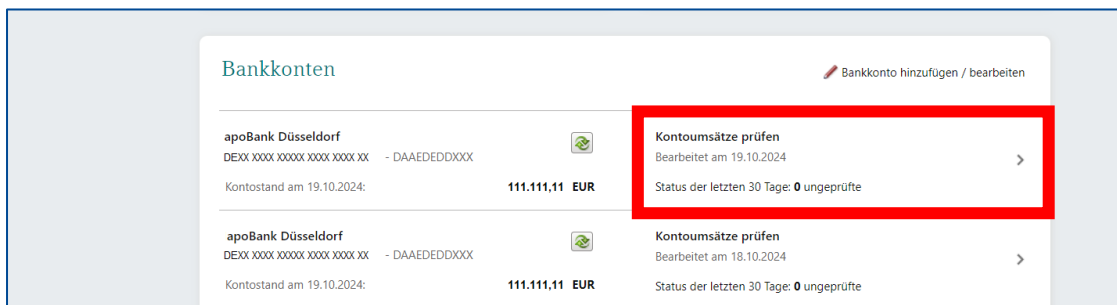 Bankkonten
Bankkonto hinzufügen / bearbeiten
apoBank Düsseldorf
DEXX XXXX XXXXX XXXX XXXX XX - DAAEDEDDXXX
Kontostand am 19.10.2024: 111.111,11 EUR
Kontoumsätze prüfen
Bearbeitet am 19.10.2024
Status der letzten 30 Tage: 0 ungeprüfte
apoBank Düsseldorf
DEXX XXXX XXXXX XXXX XXXX XX - DAAEDEDDXXX
Kontostand am 19.10.2024: 111.111,11 EUR
Kontoumsätze prüfen
Bearbeitet am 18.10.2024
Status der letzten 30 Tage: 0 ungeprüfte